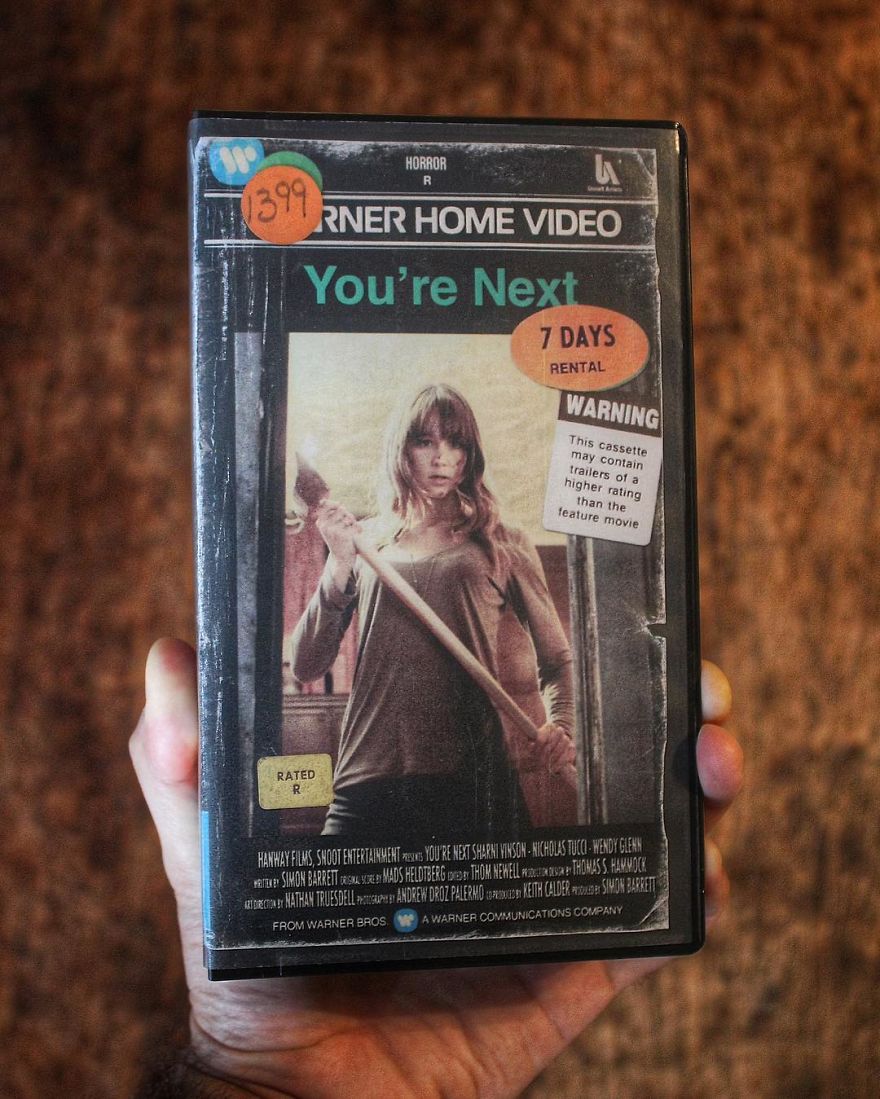 HORROR
R
United Artists
1399
RNER HOME VIDEO
You're Next
7 DAYS
RENTAL
WARNING
This cassette
may contain
trailers of a
higher rating
than the
feature movie
RATED
R
HANWAY FILMS, SNOOT ENTERTAINMENT PRESENTS YOU'RE NEXT SHARNI VINSON - NICHOLAS TUCCI - WENDY GLENN
WRITTEN BY SIMON BARRETT ORIGINAL SCORE BY MADS HELDTBERG EDITED BY THOM NEWELL PRODUCTION DESIGN BY THOMAS S. HAMMOCK
ART DIRECTION BY NATHAN TRUESDELL PHOTOGRAPHY BY ANDREW DROZ PALERMO CO-PRODUCED BY KEITH CALDER PRODUCED BY SIMON BARRETT
FROM WARNER BROS. A WARNER COMMUNICATIONS COMPANY